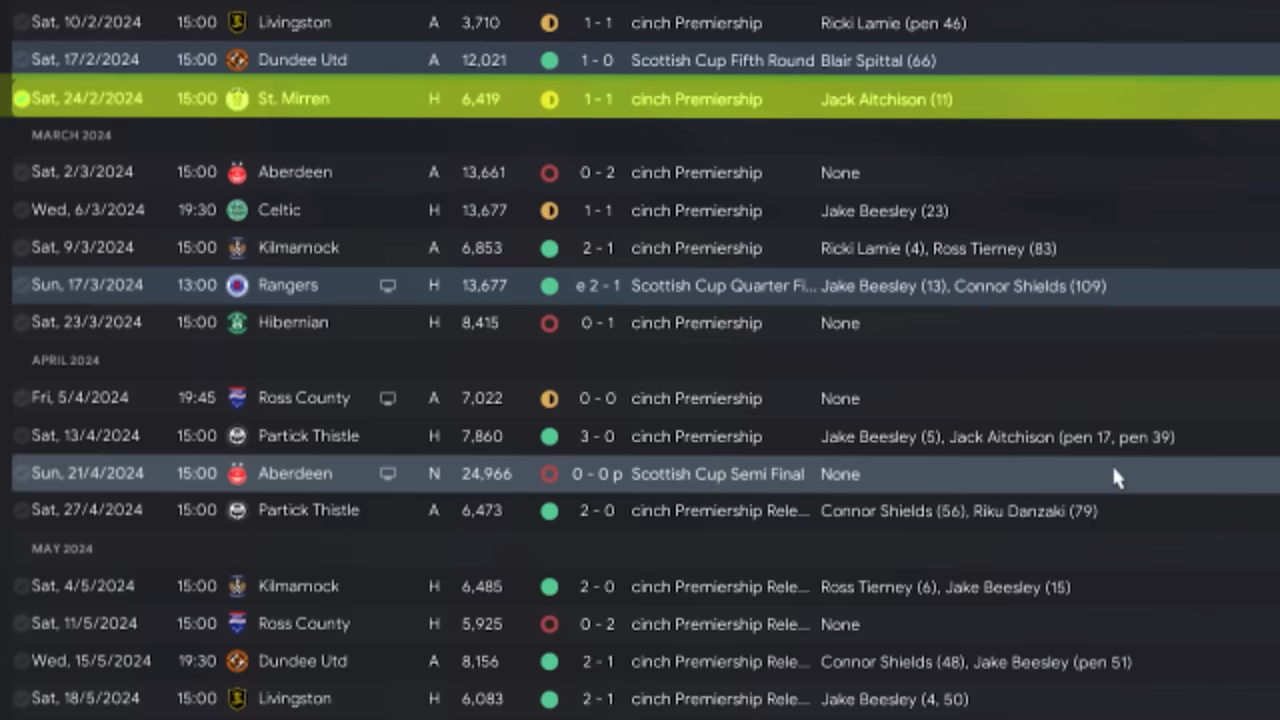 Sat, 10/2/2024 15:00 Livingston A 3,710 1 - 1 cinch Premiership Ricki Lamie (pen 46)
Sat, 17/2/2024 15:00 Dundee Utd A 12,021 1 - 0 Scottish Cup Fifth Round Blair Spittal (66)
Sat, 24/2/2024 15:00 St. Mirren H 6,419 1 - 1 cinch Premiership Jack Aitchison (11)
MARCH 2024
Sat, 2/3/2024 15:00 Aberdeen A 13,661 0 - 2 cinch Premiership None
Wed, 6/3/2024 19:30 Celtic H 13,677 1 - 1 cinch Premiership Jake Beesley (23)
Sat, 9/3/2024 15:00 Kilmarnock A 6,853 2 - 1 cinch Premiership Ricki Lamie (4), Ross Tierney (83)
Sun, 17/3/2024 13:00 Rangers H 13,677 e 2 - 1 Scottish Cup Quarter Fi... Jake Beesley (13), Connor Shields (109)
Sat, 23/3/2024 15:00 Hibernian H 8,415 0 - 1 cinch Premiership None
APRIL 2024
Fri, 5/4/2024 19:45 Ross County A 7,022 0 - 0 cinch Premiership None
Sat, 13/4/2024 15:00 Partick Thistle H 7,860 3 - 0 cinch Premiership Jake Beesley (5), Jack Aitchison (pen 17, pen 39)
Sun, 21/4/2024 15:00 Aberdeen N 24,966 0 - 0 p Scottish Cup Semi Final None
Sat, 27/4/2024 15:00 Partick Thistle A 6,473 2 - 0 cinch Premiership Rele... Connor Shields (56), Riku Danzaki (79)
MAY 2024
Sat, 4/5/2024 15:00 Kilmarnock H 6,485 2 - 0 cinch Premiership Rele... Ross Tierney (6), Jake Beesley (15)
Sat, 11/5/2024 15:00 Ross County H 5,925 0 - 2 cinch Premiership Rele... None
Wed, 15/5/2024 19:30 Dundee Utd A 8,156 2 - 1 cinch Premiership Rele... Connor Shields (48), Jake Beesley (pen 51)
Sat, 18/5/2024 15:00 Livingston H 6,083 2 - 1 cinch Premiership Rele... Jake Beesley (4, 50)